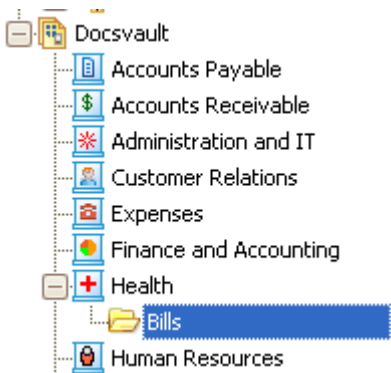 Docsvault
Accounts Payable
Accounts Receivable
Administration and IT
Customer Relations
Expenses
Finance and Accounting
Health
Bills
Human Resources